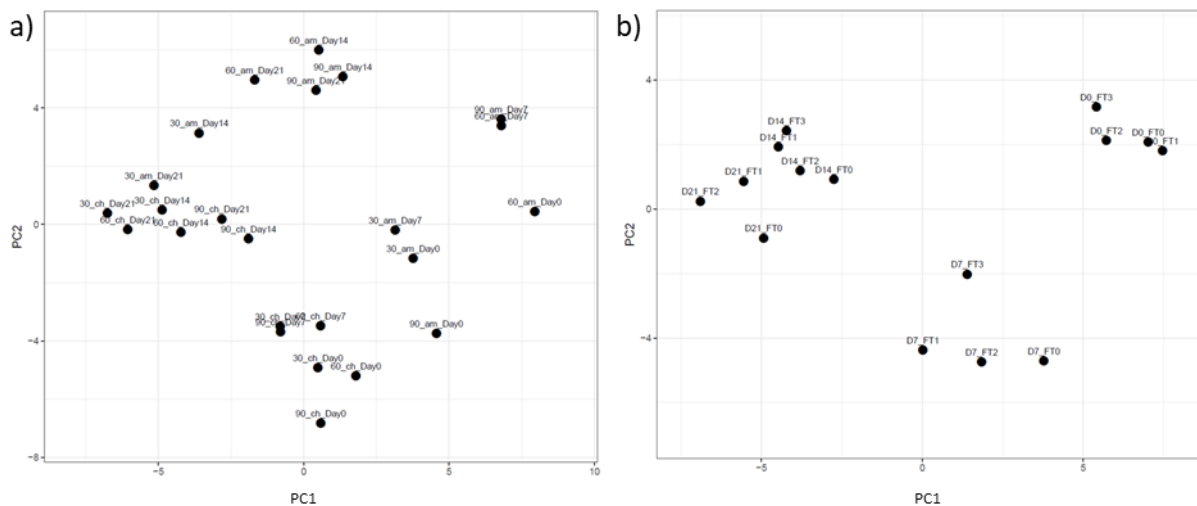 a)
60_am_Day14
60_am_Day21
90_am_Day14
90_am_Day21
90_am_Day7
60_am_Day7
4
30_am_Day14
30_am_Day21
30_ch_Day21
30_ch_Day14
60_ch_Day21
60_ch_Day14
90_ch_Day21
90_ch_Day14
60_am_Day0
30_am_Day7
30_am_Day0
0
PC2
90_ch_Day7
60_ch_Day7
90_am_Day0
-4
30_ch_Day0
60_ch_Day0
90_ch_Day0
-8
-5
0
5
10
PC1
b)
4
D0_FT3
D0_FT2
D0_FT0
D0_FT1
D14_FT3
D14_FT1
D14_FT2
D14_FT0
D21_FT1
D21_FT2
D21_FT0
0
PC2
D7_FT3
D7_FT1
D7_FT2
D7_FT0
-4
-5
0
5
PC1